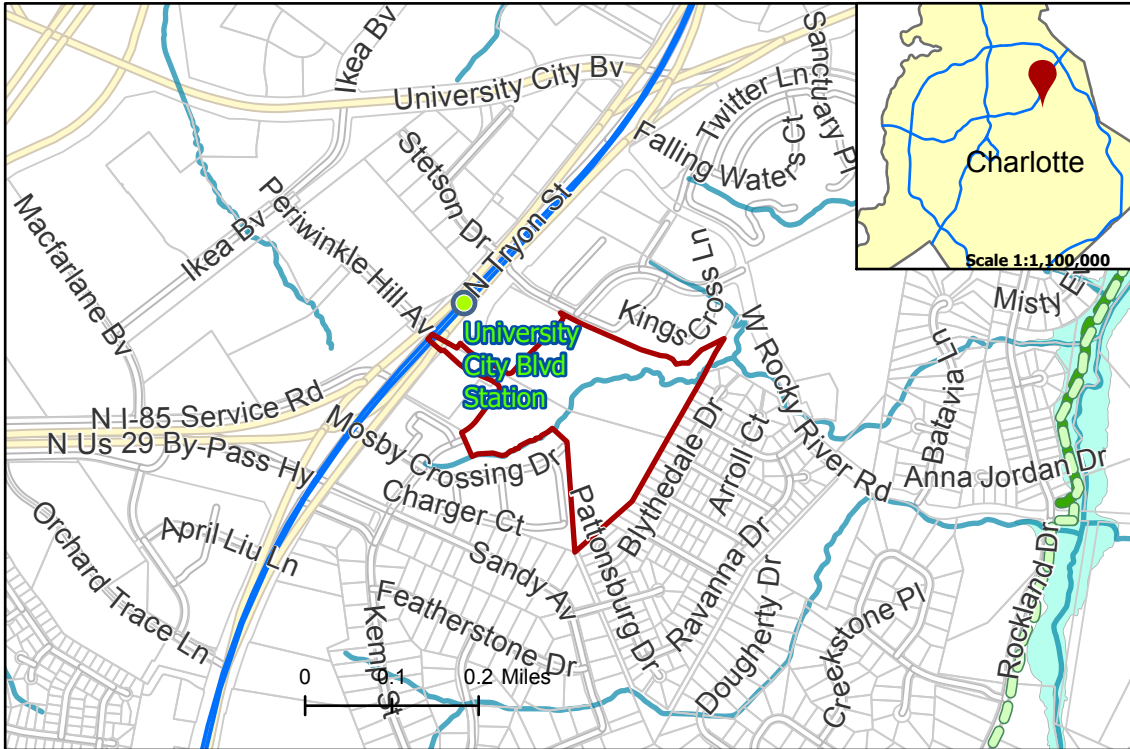 Ikea Bv
University City Bv
Sanctuary Pl
Twitter Ln
Falling Waters Ct
Stetson Dr
Charlotte
Scale 1:1,100,000
Macfarlane Bv
Ikea Bv
Periwinkle Hill Av
N Tryon St
Kings
Cross Ln
Misty
University
City Blvd
Station
W Rocky River Rd
Batavia Ln
N I-85 Service Rd
N Us 29 By-Pass Hy
Mosby Crossing Dr
Charger Ct
Blythedale Dr
Arroll Ct
Anna Jordan Dr
Orchard Trace Ln
April Liu Ln
Sandy Av
Pattonsburg Dr
Ravanna Dr
Dougherty Dr
Rockland Dr
Featherstone Dr
Kemp St
Creekstone Pl
0 0.1 0.2 Miles